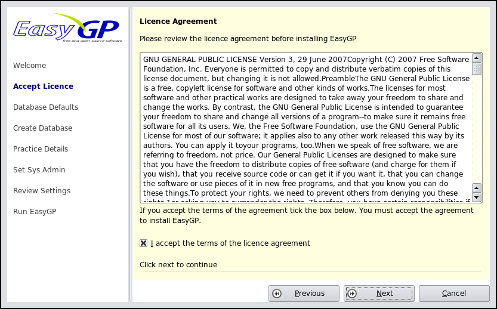 EasyGP
Welcome
Accept Licence
Database Defaults
Create Database
Practice Details
Set Sys Admin
Review Settings
Run EasyGP
Licence Agreement
Please review the licence agreement before installing EasyGP
GNU GENERAL PUBLIC LICENSE Version 3, 29 June 2007Copyright (C) 2007 Free Software
Foundation, Inc. Everyone is permitted to copy and distribute verbatim copies of this
license document, but changing it is not allowed.PreambleThe GNU General Public License
is a free, copyleft license for software and other kinds of works.The licenses for most
software and other practical works are designed to take away your freedom to share and
change the works. By contrast, the GNU General Public License is intended to guarantee
your freedom to share and change all versions of a program--to make sure it remains free
software for all its users. We, the Free Software Foundation, use the GNU General Public
License for most of our software; it applies also to any other work released this way by its
authors. You can apply it toyour programs, too.When we speak of free software, we are
referring to freedom, not price. Our General Public Licenses are designed to make sure
that you have the freedom to distribute copies of free software (and charge for them if
you wish), that you receive source code or can get it if you want it, that you can change
the software or use pieces of it in new free programs, and that you know you can do
these things.To protect your rights, we need to prevent others from denying you these
If you accept the terms of the agreement tick the box below. You must accept the agreement
to install EasyGP.
I accept the terms of the licence agreement
Click next to continue
Previous
Next
Cancel